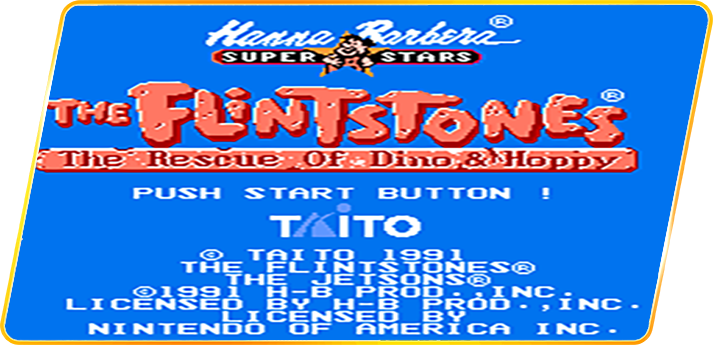 Hanna Barbera®
SUPER STARS
THE FLINTSTONES®
The Rescue Of Dino & Hoppy
PUSH START BUTTON !
TAITO
© TAITO 1991
THE FLINTSTONES®
THE JETSONS®
©1991 H-B PROD.,INC.
LICENSED BY H-B PROD.,INC.
LICENSED BY
NINTENDO OF AMERICA INC.